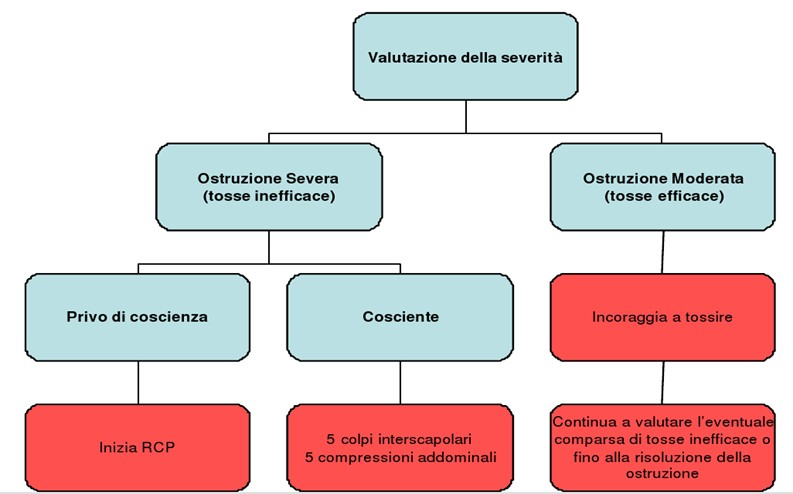 Valutazione della severità
Ostruzione Severa
(tosse inefficace)
Ostruzione Moderata
(tosse efficace)
Privo di coscienza
Cosciente
Incoraggia a tossire
Inizia RCP
5 colpi interscapolari
5 compressioni addominali
Continua a valutare l'eventuale
comparsa di tosse inefficace o
fino alla risoluzione della
ostruzione